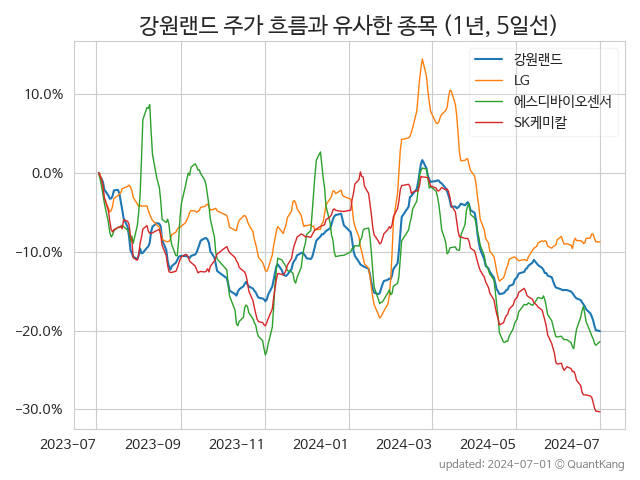 강원랜드 주가 흐름과 유사한 종목 (1년, 5일선)
강원랜드
LG
에스디바이오센서
SK케미칼
10.0%
0.0%
−10.0%
−20.0%
−30.0%
2023-07 2023-09 2023-11 2024-01 2024-03 2024-05 2024-07
updated: 2024-07-01 © QuantKang